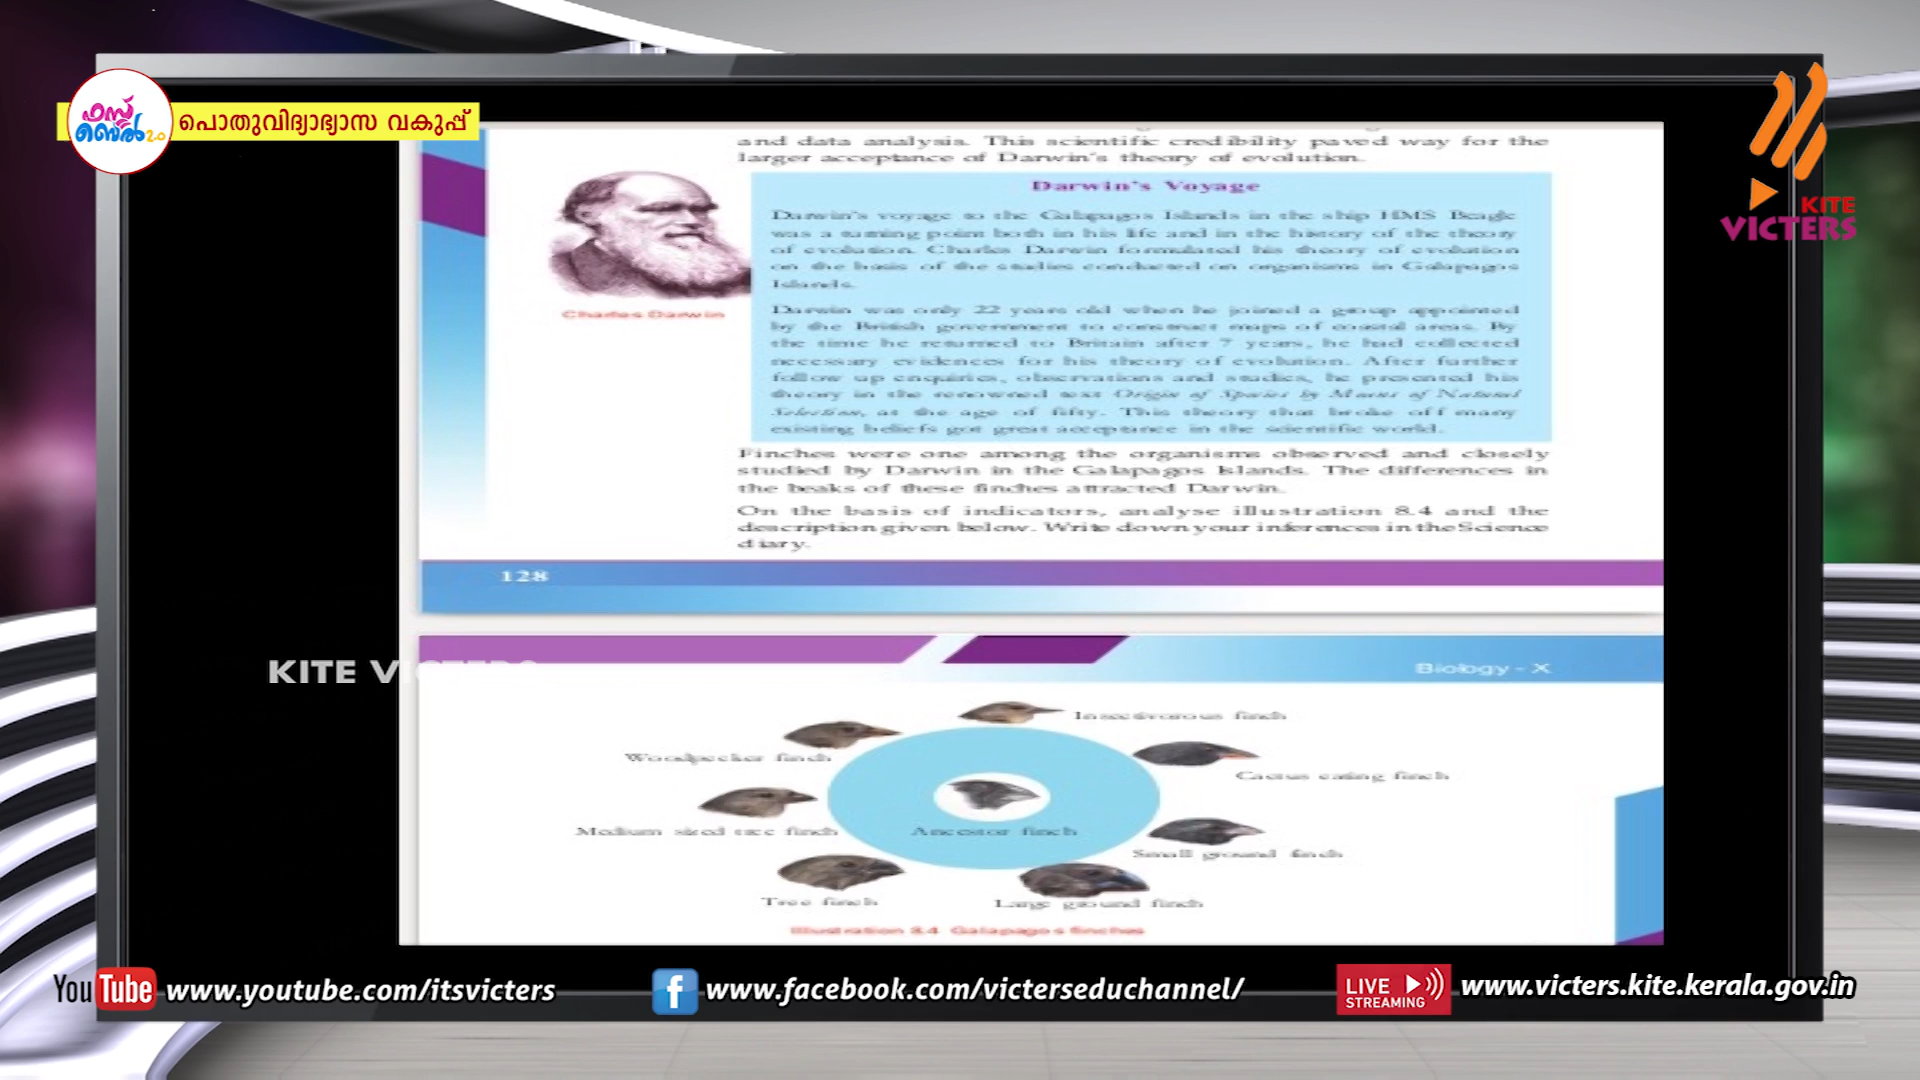 ഫസ്റ്റ്
ബെൽ 2.0
പൊതുവിദ്യാഭ്യാസ വകുപ്പ്
KITE
VICTERS
and data analysis. This scientific credibility paved way for the
larger acceptance of Darwin's theory of evolution.
Charles Darwin
Darwin's Voyage
Darwin's voyage to the Galapagos Islands in the ship HMS Beagle
was a turning point both in his life and in the history of the theory
of evolution. Charles Darwin formulated his theory of evolution
on the basis of the studies conducted on organisms in Galapagos
Islands.
Darwin was only 22 years old when he joined a group appointed
by the British government to construct maps of coastal areas. By
the time he returned to Britain after 7 years, he had collected
necessary evidences for his theory of evolution. After further
follow up enquiries, observations and studies, he presented his
theory in the renowned text Origin of Species by Means of Natural
Selection, at the age of fifty. This theory that broke off many
existing beliefs got great acceptance in the scientific world.
Finches were one among the organisms observed and closely
studied by Darwin in the Galapagos Islands. The differences in
the beaks of these finches attracted Darwin.
On the basis of indicators, analyse illustration 8.4 and the
description given below. Write down your inferences in the Science
diary.
128
KITE VICTERS
Biology - X
Insectivorous finch
Woodpecker finch
Cactus eating finch
Medium sized tree finch
Ancestor finch
Small ground finch
Tree finch
Large ground finch
Illustration 8.4 Galapagos finches
YouTube www.youtube.com/itsvicters
f www.facebook.com/victerseduchannel/
LIVE
STREAMING
www.victers.kite.kerala.gov.in